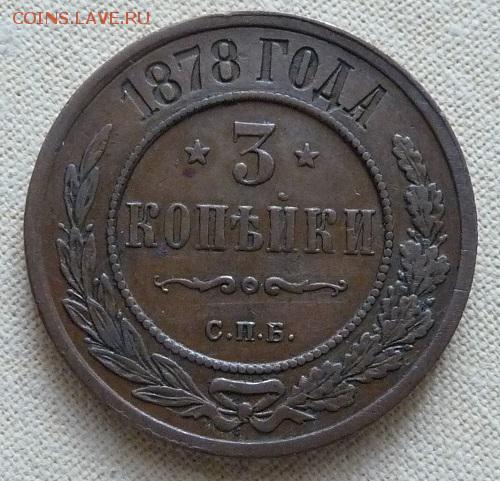 COINS.LAVE.RU
1878 ГОДА
3
КОПѢЙКИ
С.П.Б.